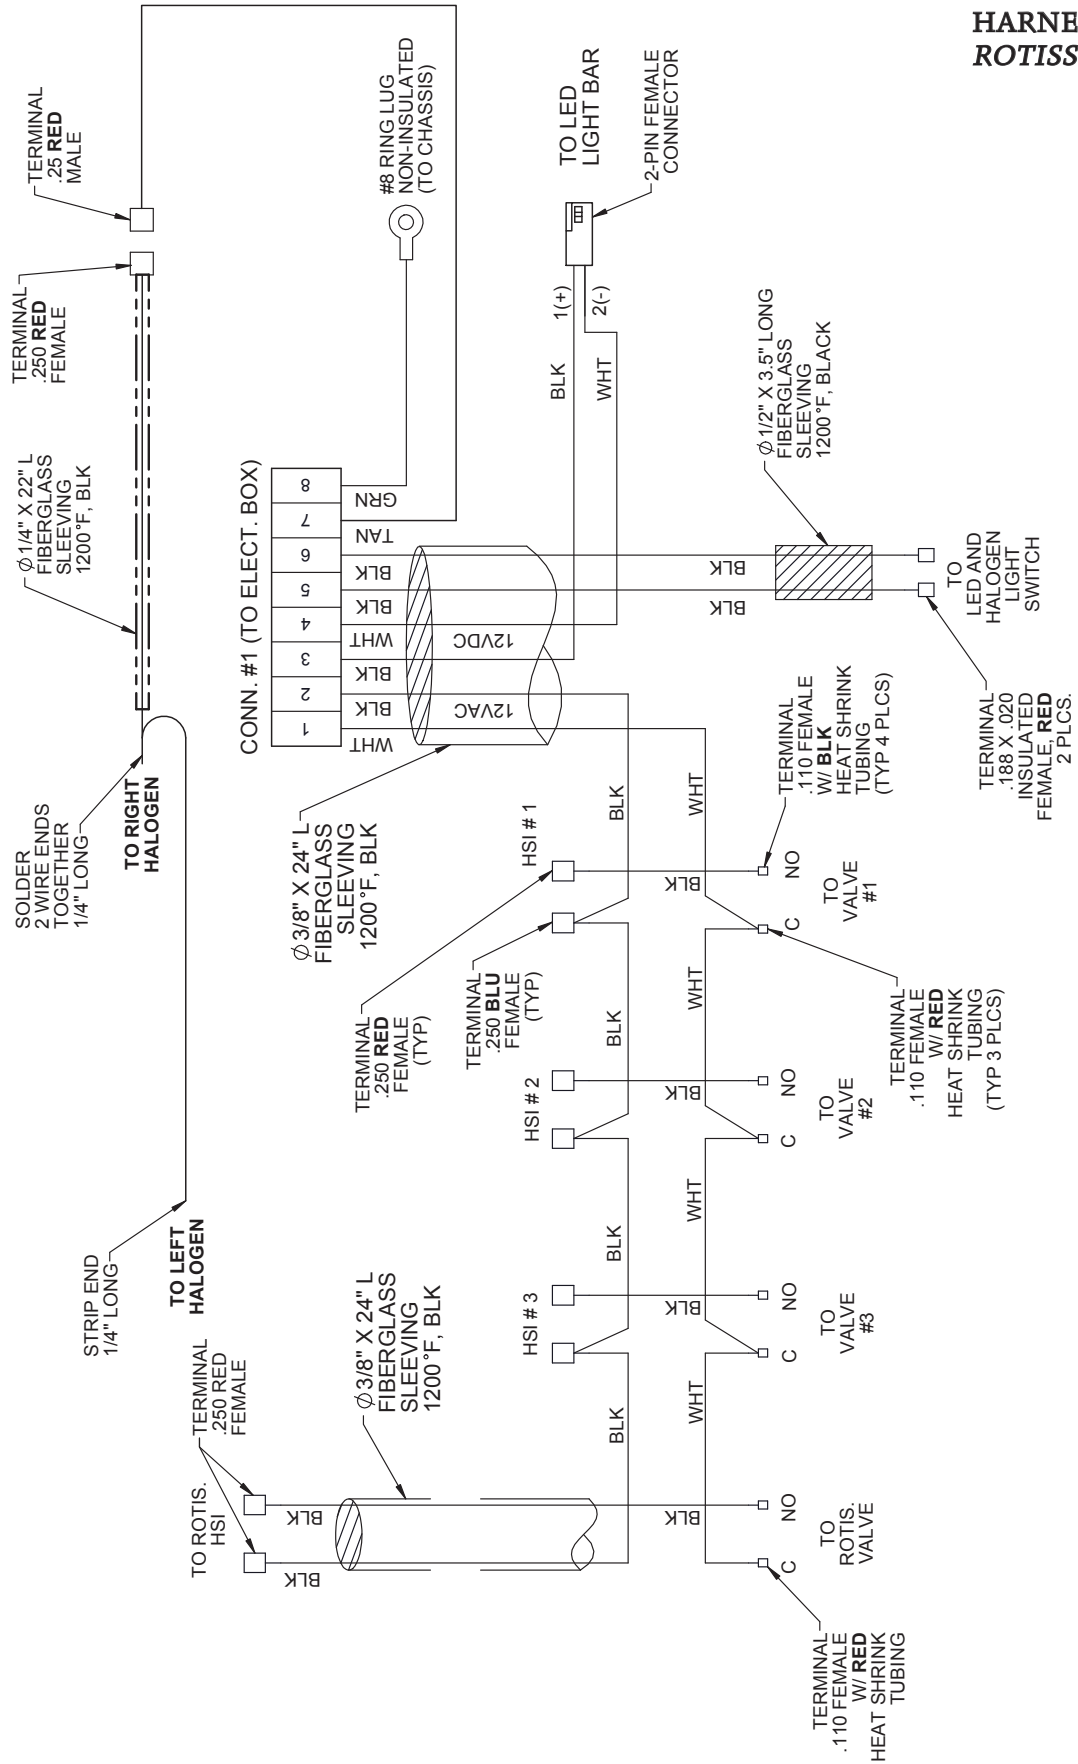 HARNE
ROTISS
TERMINAL
.25 RED
MALE
TERMINAL
.250 RED
FEMALE
Ø 1/4" X 22" L
FIBERGLASS
SLEEVING
1200°F, BLK
SOLDER
2 WIRE ENDS
TOGETHER
1/4" LONG
TO RIGHT
HALOGEN
STRIP END
1/4" LONG
TO LEFT
HALOGEN
#8 RING LUG
NON-INSULATED
(TO CHASSIS)
CONN. #1 (TO ELECT. BOX)
1
2
3
4
5
6
7
8
WHT
BLK
BLK
WHT
BLK
BLK
TAN
GRN
12VAC
12VDC
TO LED
LIGHT BAR
2-PIN FEMALE
CONNECTOR
1(+)
2(-)
BLK
WHT
Ø 1/2" X 3.5" LONG
FIBERGLASS
SLEEVING
1200°F, BLACK
BLK
BLK
TO
LED AND
HALOGEN
LIGHT
SWITCH
TERMINAL
.188 X .020
INSULATED
FEMALE, RED
2 PLCS.
Ø 3/8" X 24" L
FIBERGLASS
SLEEVING
1200°F, BLK
HSI # 1
TERMINAL
.250 RED
FEMALE
(TYP)
TERMINAL
.250 BLU
FEMALE
(TYP)
BLK
WHT
BLK
TERMINAL
.110 FEMALE
W/ BLK
HEAT SHRINK
TUBING
(TYP 4 PLCS)
NO
C
TO
VALVE
#1
TERMINAL
.110 FEMALE
W/ RED
HEAT SHRINK
TUBING
(TYP 3 PLCS)
HSI # 2
BLK
WHT
BLK
NO
C
TO
VALVE
#2
HSI # 3
BLK
WHT
BLK
NO
C
TO
VALVE
#3
BLK
WHT
Ø 3/8" X 24" L
FIBERGLASS
SLEEVING
1200°F, BLK
TERMINAL
.250 RED
FEMALE
TO ROTIS.
HSI
BLK
BLK
BLK
NO
C
TO
ROTIS.
VALVE
TERMINAL
.110 FEMALE
W/ RED
HEAT SHRINK
TUBING